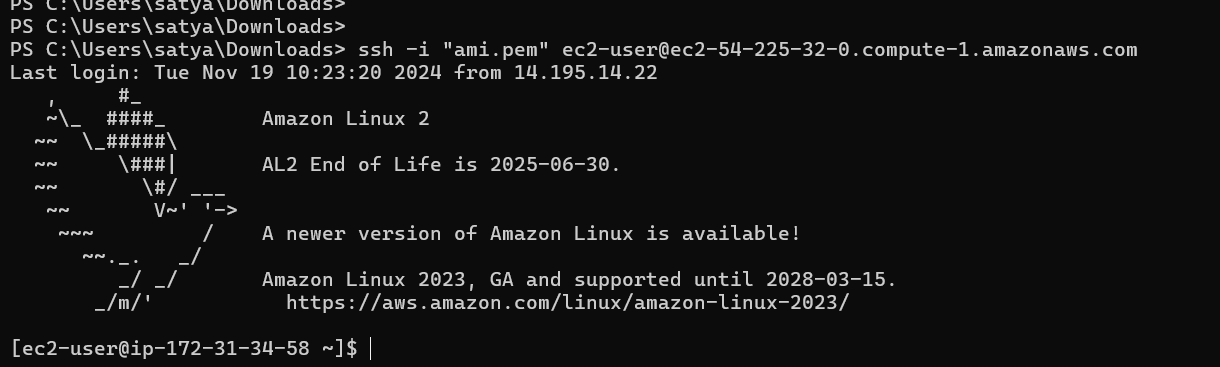 PS C:\Users\satya\Downloads>
PS C:\Users\satya\Downloads>
PS C:\Users\satya\Downloads> ssh -i "ami.pem" ec2-user@ec2-54-225-32-0.compute-1.amazonaws.com
Last login: Tue Nov 19 10:23:20 2024 from 14.195.14.22
   ,     #_
   ~\_  ####_        Amazon Linux 2
  ~~  \_#####\
  ~~     \###|       AL2 End of Life is 2025-06-30.
  ~~       \#/ ___
   ~~       V~' '->
    ~~~         /    A newer version of Amazon Linux is available!
      ~~._.   _/
         _/ _/       Amazon Linux 2023, GA and supported until 2028-03-15.
       _/m/'           https://aws.amazon.com/linux/amazon-linux-2023/
[ec2-user@ip-172-31-34-58 ~]$